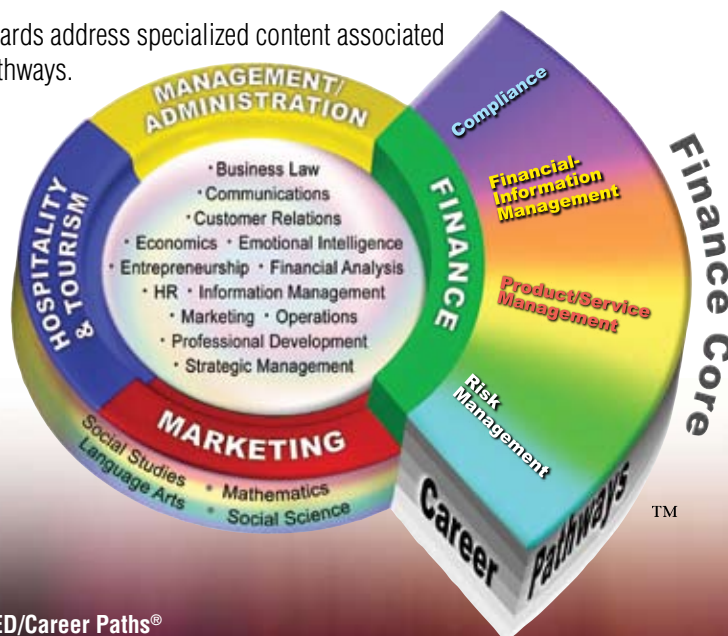 ards address specialized content associated
thways.
MANAGEMENT/
ADMINISTRATION
HOSPITALITY
& TOURISM
FINANCE
MARKETING
• Business Law
• Communications
• Customer Relations
• Economics • Emotional Intelligence
• Entrepreneurship • Financial Analysis
• HR • Information Management
• Marketing • Operations
• Professional Development
• Strategic Management
Social Studies
Language Arts
• Mathematics
• Social Science
Compliance
Financial-
Information
Management
Product/Service
Management
Risk
Management
Finance Core
Career Pathways
TM
ED/Career Paths®